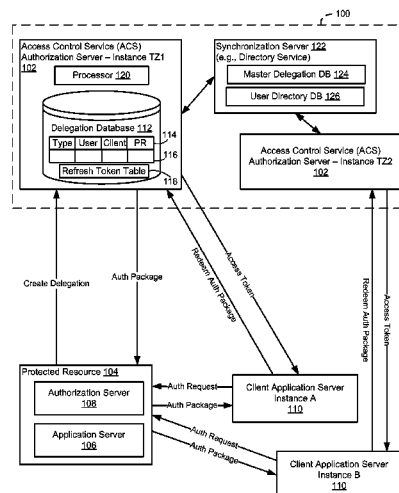 100
Access Control Service (ACS)
Authorization Server – Instance TZ1
102
Processor 120
Delegation Database 112
Type User Client PR
114
116
Refresh Token Table
118
Synchronization Server 122
(e.g., Directory Service)
Master Delegation DB 124
User Directory DB 126
Access Control Service (ACS)
Authorization Server – Instance TZ2
102
Create Delegation
Auth Package
Redeem Auth Package
Access Token
Redeem Auth Package
Access Token
Protected Resource 104
Authorization Server
108
Application Server
106
Auth Request
Auth Package
Client Application Server
Instance A
110
Auth Request
Auth Package
Client Application Server
Instance B
110